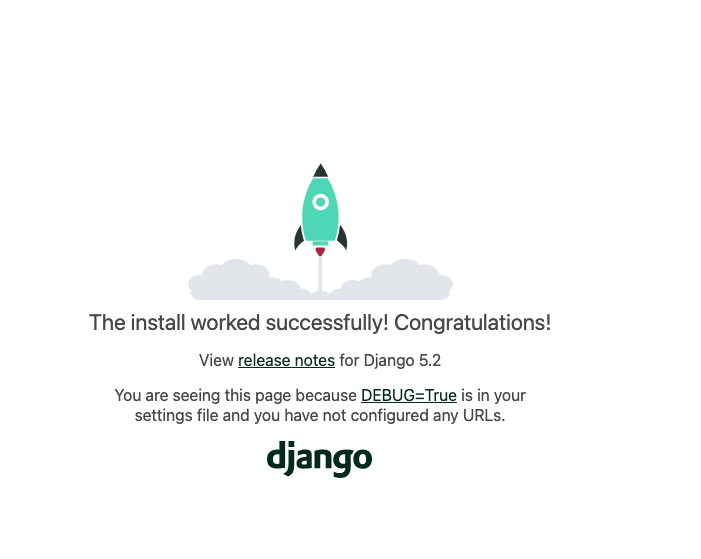 The install worked successfully! Congratulations!
View release notes for Django 5.2
You are seeing this page because DEBUG=True is in your
settings file and you have not configured any URLs.
django